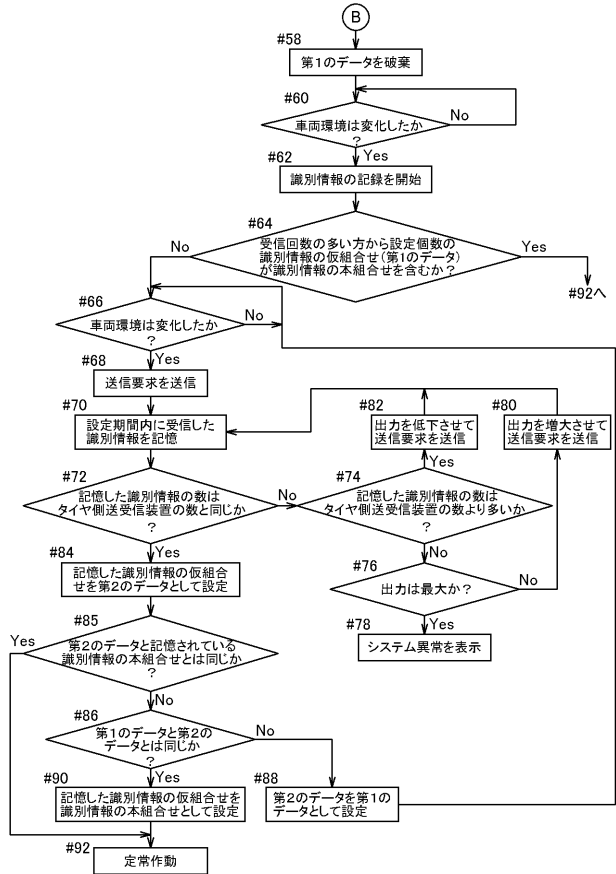 B
#58
第1のデータを破棄
#60
車両環境は変化したか
?
No
Yes
#62
識別情報の記録を開始
#64
受信回数の多い方から設定個数の
識別情報の仮組合せ(第1のデータ)
が識別情報の本組合せを含むか?
No
Yes
#92へ
#66
車両環境は変化したか
?
No
Yes
#68
送信要求を送信
#70
設定期間内に受信した
識別情報を記憶
#82
出力を低下させて
送信要求を送信
#80
出力を増大させて
送信要求を送信
#72
記憶した識別情報の数は
タイヤ側送受信装置の数と同じか
?
No
Yes
#74
記憶した識別情報の数は
タイヤ側送受信装置の数より多いか
?
Yes
No
#76
出力は最大か?
No
Yes
#78
システム異常を表示
#84
記憶した識別情報の仮組合
せを第2のデータとして設定
#85
第2のデータと記憶されている
識別情報の本組合せとは同じか
?
Yes
No
#86
第1のデータと第2の
データとは同じか
?
No
Yes
#88
第2のデータを第1の
データとして設定
#90
記憶した識別情報の仮組合せを
識別情報の本組合せとして設定
#92
定常作動